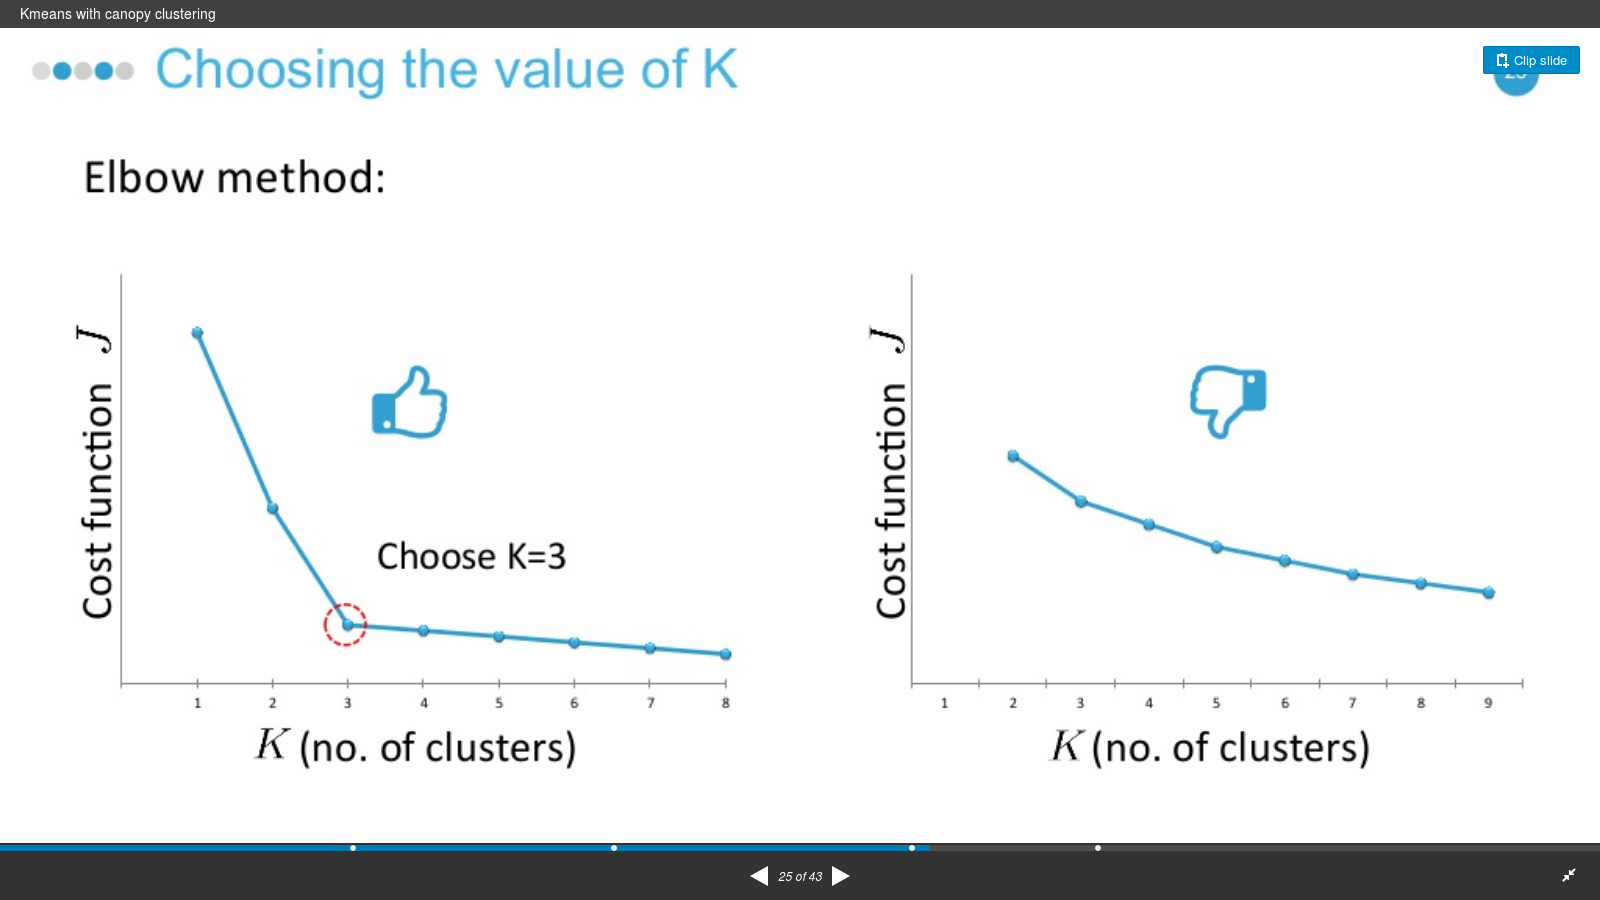 Kmeans with canopy clustering
Choosing the value of K
Clip slide
Elbow method:
Cost function J
Choose K=3
1 2 3 4 5 6 7 8
K (no. of clusters)
Cost function J
1 2 3 4 5 6 7 8 9
K (no. of clusters)
25 of 43